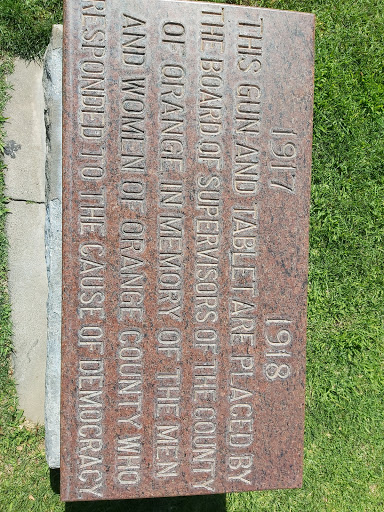 1917 1918
THIS GUN AND TABLET ARE PLACED BY
THE BOARD OF SUPERVISORS OF THE COUNTY
OF ORANGE IN MEMORY OF THE MEN
AND WOMEN OF ORANGE COUNTY WHO
RESPONDED TO THE CAUSE OF DEMOCRACY